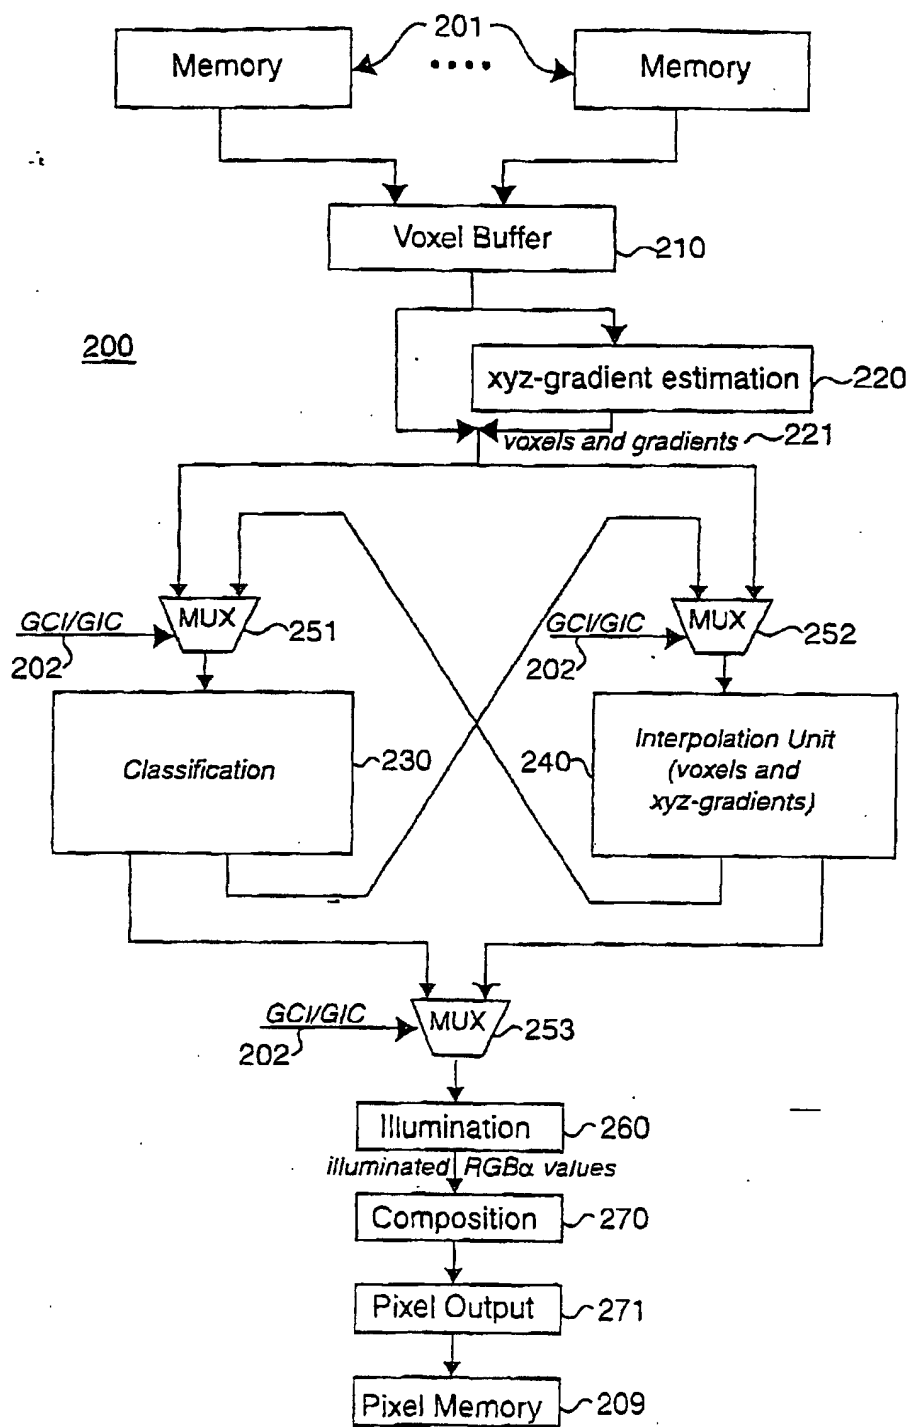 201
Memory
Memory
Voxel Buffer
210
200
xyz-gradient estimation
220
voxels and gradients
221
GCI/GIC
MUX
251
202
GCI/GIC
MUX
252
202
Classification
230
240
Interpolation Unit
(voxels and
xyz-gradients)
GCI/GIC
MUX
253
202
Illumination
260
illuminated RGBα values
Composition
270
Pixel Output
271
Pixel Memory
209